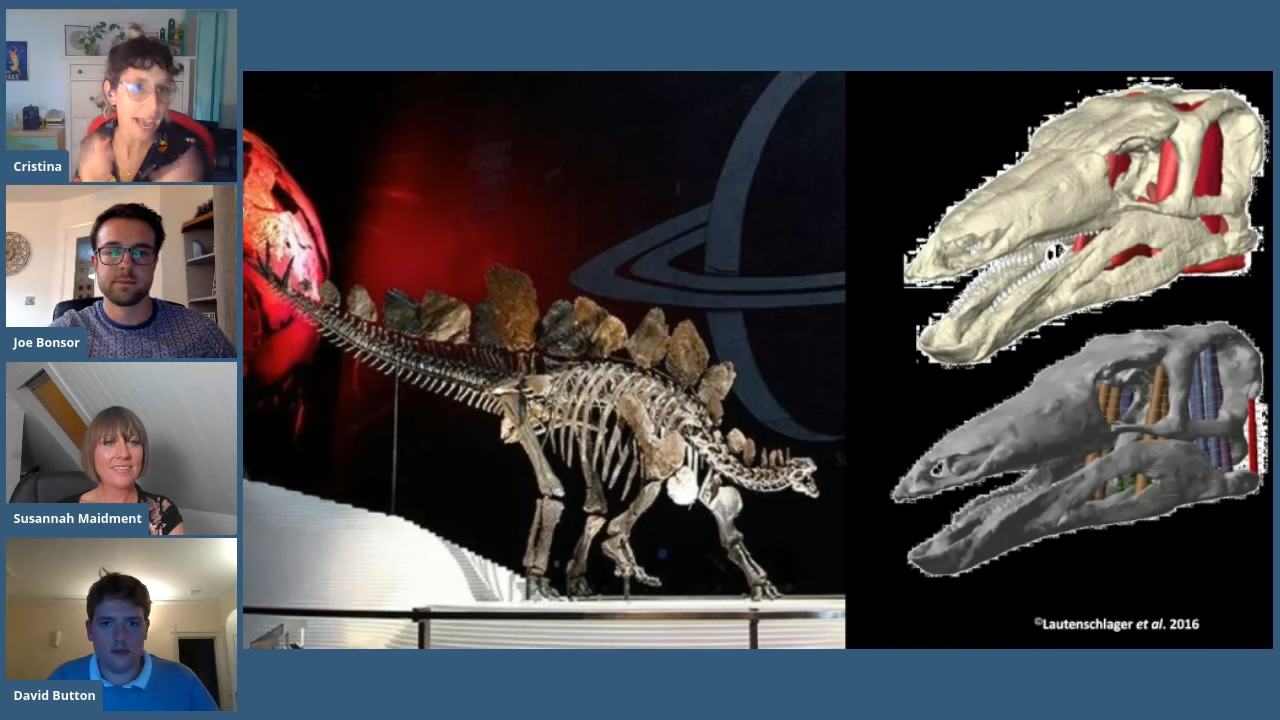 Cristina
Joe Bonsor
Susannah Maidment
David Button
©Lautenschlager et al. 2016